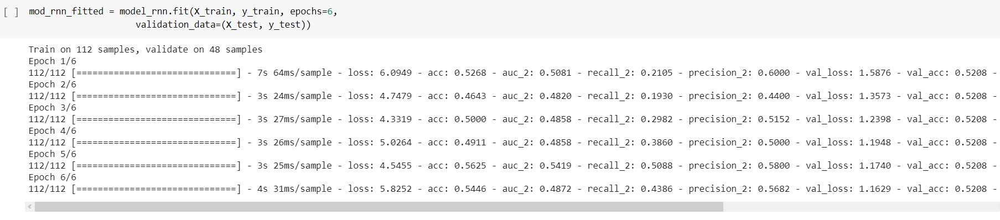 [ ] mod_rnn_fitted = model_rnn.fit(X_train, y_train, epochs=6,
validation_data=(X_test, y_test))
Train on 112 samples, validate on 48 samples
Epoch 1/6
112/112 [==============================] - 7s 64ms/sample - loss: 6.0949 - acc: 0.5268 - auc_2: 0.5081 - recall_2: 0.2105 - precision_2: 0.6000 - val_loss: 1.5876 - val_acc: 0.5208 -
Epoch 2/6
112/112 [==============================] - 3s 24ms/sample - loss: 4.7479 - acc: 0.4643 - auc_2: 0.4820 - recall_2: 0.1930 - precision_2: 0.4400 - val_loss: 1.3573 - val_acc: 0.5208 -
Epoch 3/6
112/112 [==============================] - 3s 27ms/sample - loss: 4.3319 - acc: 0.5000 - auc_2: 0.4858 - recall_2: 0.2982 - precision_2: 0.5152 - val_loss: 1.2398 - val_acc: 0.5208 -
Epoch 4/6
112/112 [==============================] - 3s 26ms/sample - loss: 5.0264 - acc: 0.4911 - auc_2: 0.4858 - recall_2: 0.3860 - precision_2: 0.5000 - val_loss: 1.1948 - val_acc: 0.5208 -
Epoch 5/6
112/112 [==============================] - 3s 25ms/sample - loss: 4.5455 - acc: 0.5625 - auc_2: 0.5419 - recall_2: 0.5088 - precision_2: 0.5800 - val_loss: 1.1740 - val_acc: 0.5208 -
Epoch 6/6
112/112 [==============================] - 4s 31ms/sample - loss: 5.8252 - acc: 0.5446 - auc_2: 0.4872 - recall_2: 0.4386 - precision_2: 0.5682 - val_loss: 1.1629 - val_acc: 0.5208 -